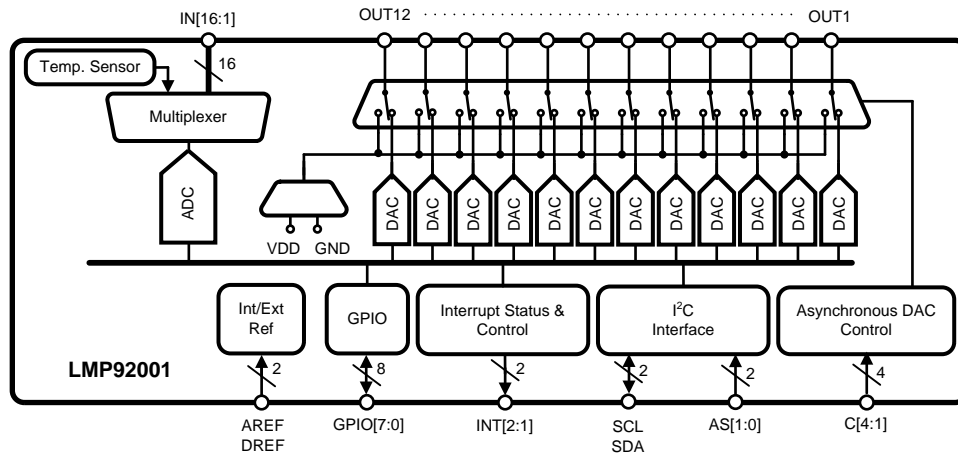 IN[16:1]
OUT12
OUT1
Temp. Sensor
16
Multiplexer
ADC
VDD
GND
DAC
DAC
DAC
DAC
DAC
DAC
DAC
DAC
DAC
DAC
DAC
DAC
Int/Ext
Ref
GPIO
Interrupt Status &
Control
I²C
Interface
Asynchronous DAC
Control
LMP92001
2
8
2
2
2
4
AREF
DREF
GPIO[7:0]
INT[2:1]
SCL
SDA
AS[1:0]
C[4:1]